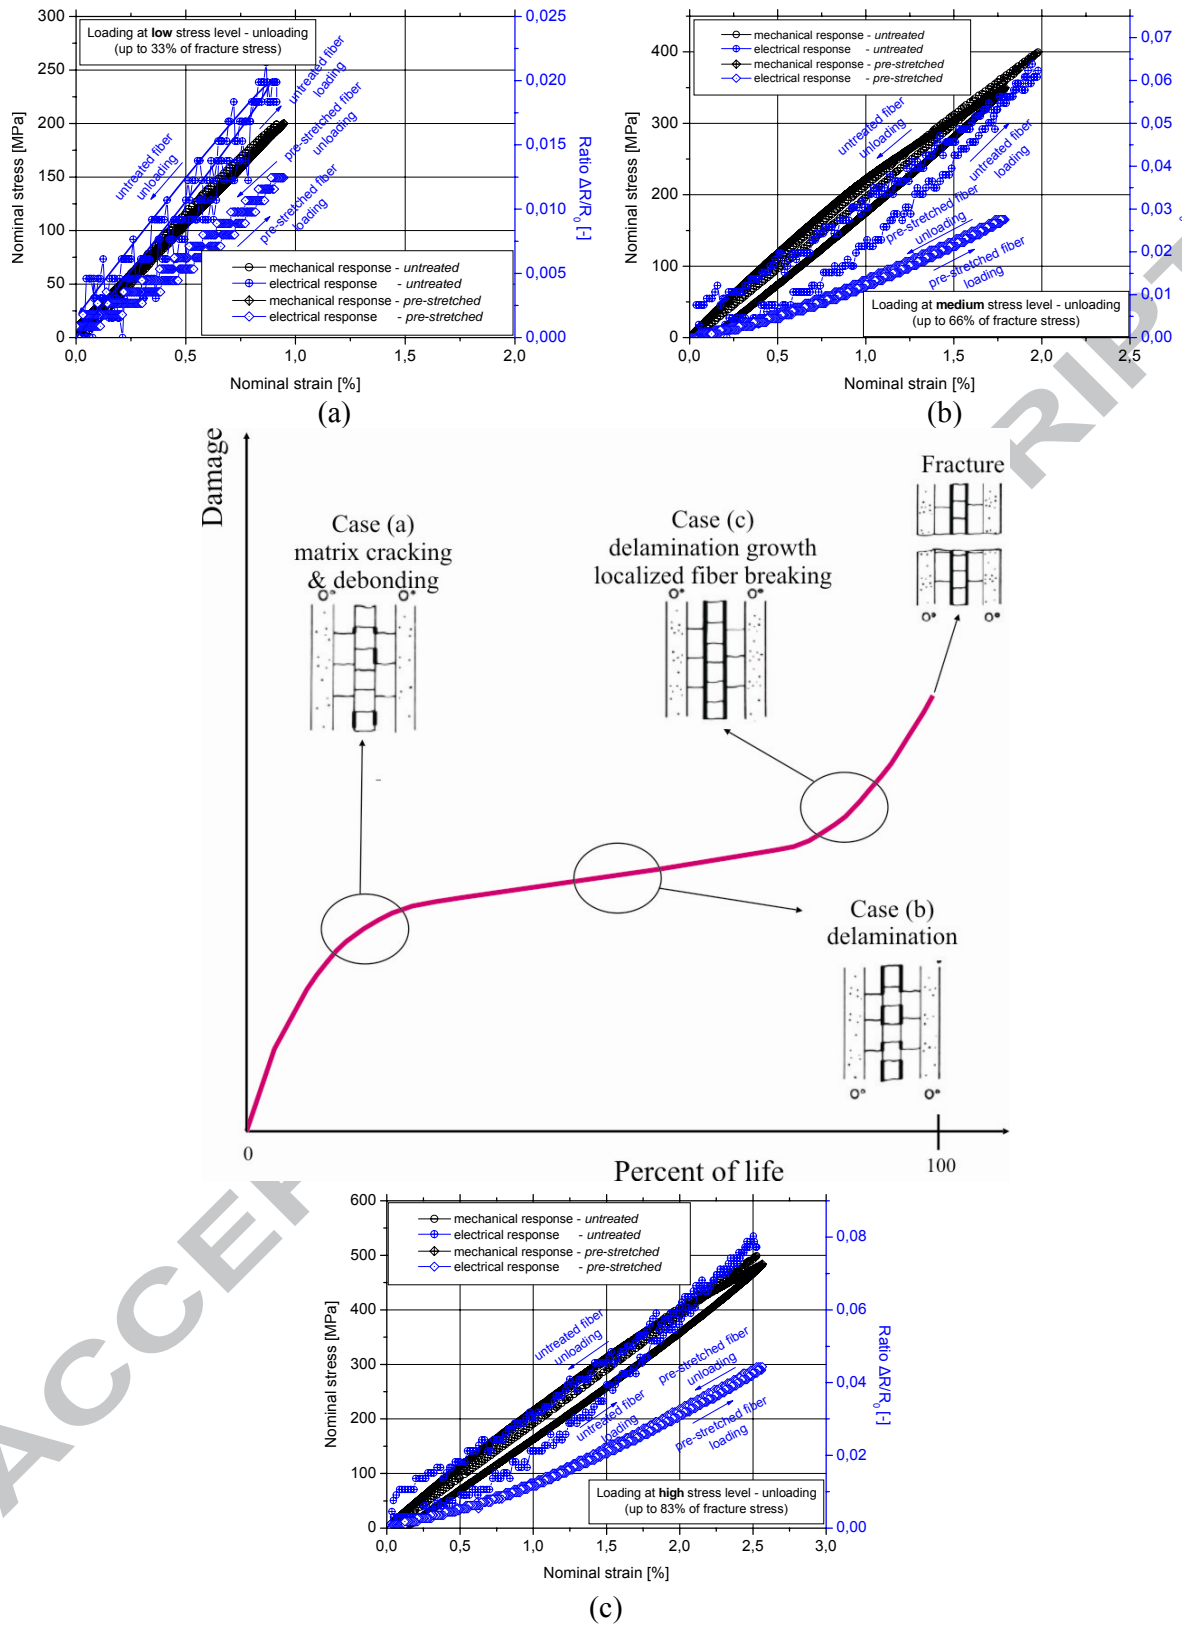 300
250
200
150
100
50
0
Nominal stress [MPa]
Loading at low stress level - unloading
(up to 33% of fracture stress)
untreated fiber
loading
pre-stretched fiber
unloading
untreated fiber
unloading
pre-stretched fiber
loading
mechanical response - untreated
electrical response - untreated
mechanical response - pre-stretched
electrical response - pre-stretched
0,025
0,020
0,015
0,010
0,005
0,000
Ratio ΔR/R0 [-]
0,0 0,5 1,0 1,5 2,0
Nominal strain [%]
(a)
400
300
200
100
0
Nominal stress [MPa]
mechanical response - untreated
electrical response - untreated
mechanical response - pre-stretched
electrical response - pre-stretched
untreated fiber
unloading
untreated fiber
loading
pre-stretched fiber
unloading
pre-stretched fiber
loading
Loading at medium stress level - unloading
(up to 66% of fracture stress)
0,07
0,06
0,05
0,04
0,03
0,02
0,01
0,00
0,0 0,5 1,0 1,5 2,0 2,5
Nominal strain [%]
(b)
Damage
Case (a)
matrix cracking
& debonding
O° O°
Case (c)
delamination growth
localized fiber breaking
O° O°
Fracture
O° O°
Case (b)
delamination
O° O°
0
100
Percent of life
600
500
400
300
200
100
0
Nominal stress [MPa]
mechanical response - untreated
electrical response - untreated
mechanical response - pre-stretched
electrical response - pre-stretched
untreated fiber
unloading
untreated fiber
loading
pre-stretched fiber
unloading
pre-stretched fiber
loading
Loading at high stress level - unloading
(up to 83% of fracture stress)
0,08
0,06
0,04
0,02
0,00
Ratio ΔR/R0 [-]
0,0 0,5 1,0 1,5 2,0 2,5 3,0
Nominal strain [%]
(c)